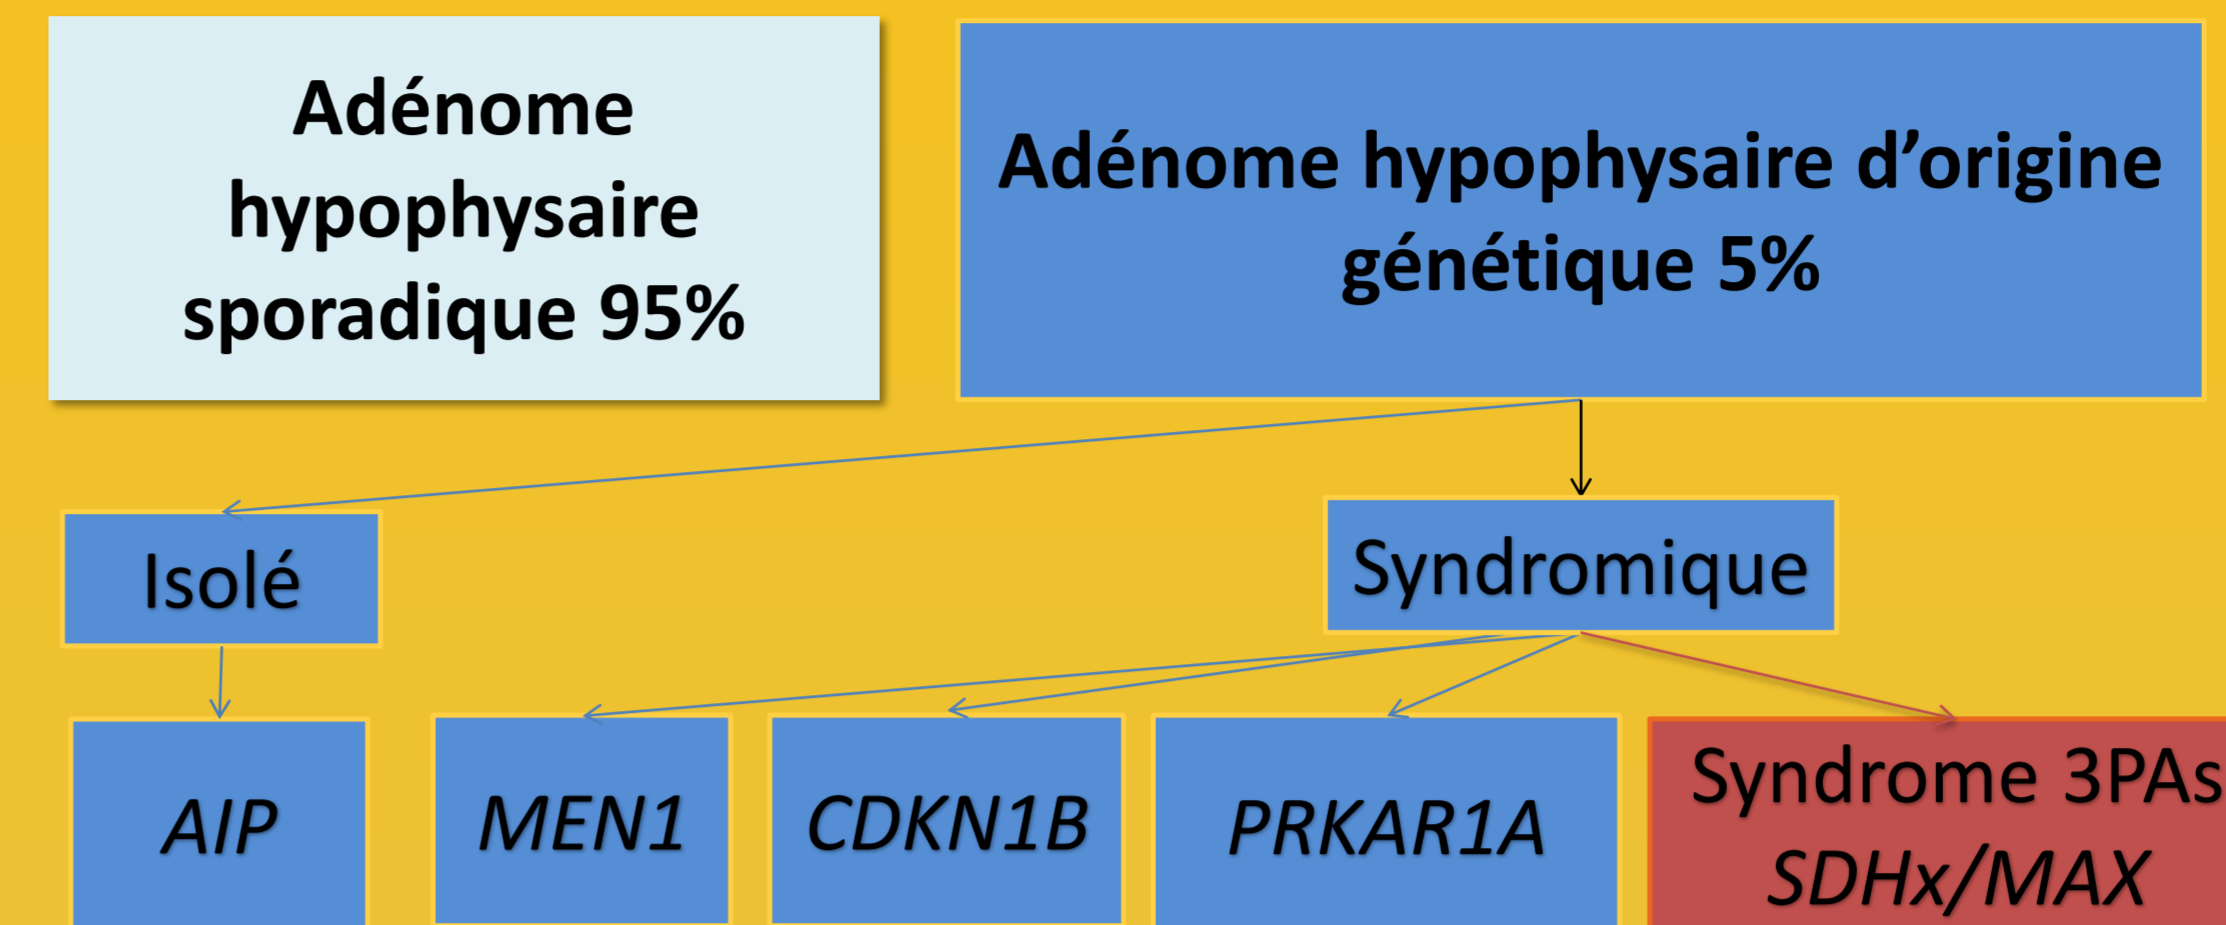 Adénome
hypophysaire
sporadique 95%
Adénome hypophysaire d’origine
génétique 5%
Isolé
Syndromique
AIP
MEN1
CDKN1B
PRKAR1A
Syndrome 3PAs
SDHx/MAX